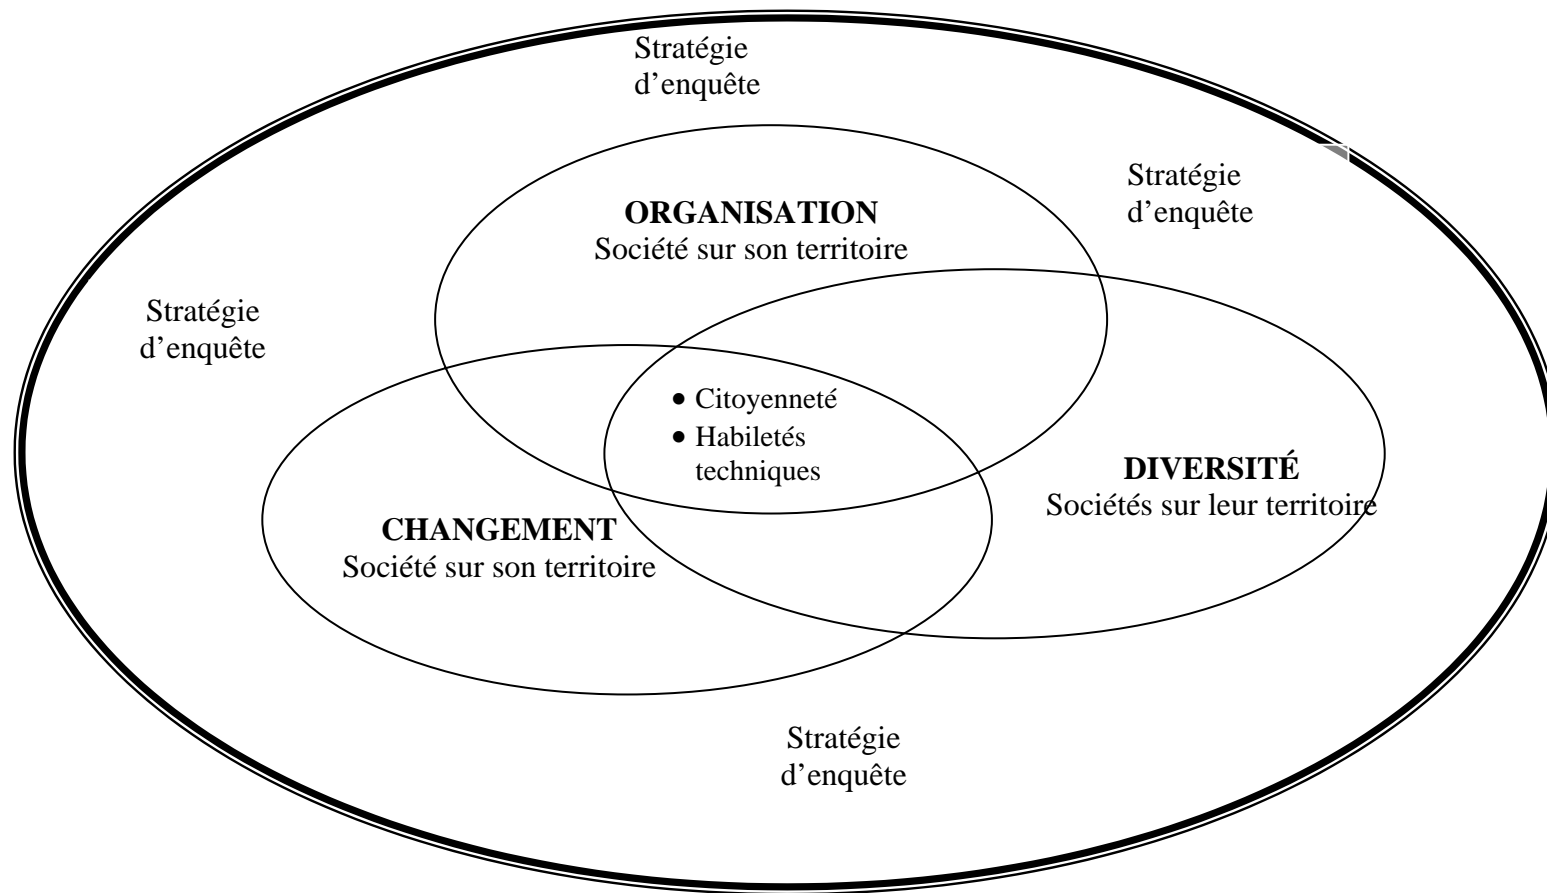 Stratégie
d’enquête
Stratégie
d’enquête
ORGANISATION
Société sur son territoire
Stratégie
d’enquête
• Citoyenneté
• Habiletés
techniques
DIVERSITÉ
Sociétés sur leur territoire
CHANGEMENT
Société sur son territoire
Stratégie
d’enquête